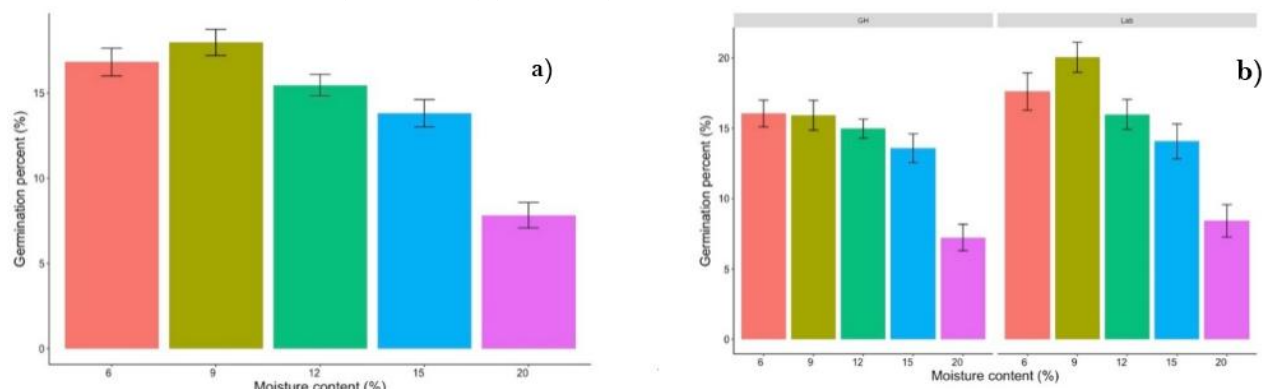 a)
Germination percent (%)
15
10
5
0
6 9 12 15 20
Moisture content (%)
GH Lab
b)
Germination percent (%)
20
15
10
5
0
6 9 12 15 20 6 9 12 15 20
Moisture content (%)